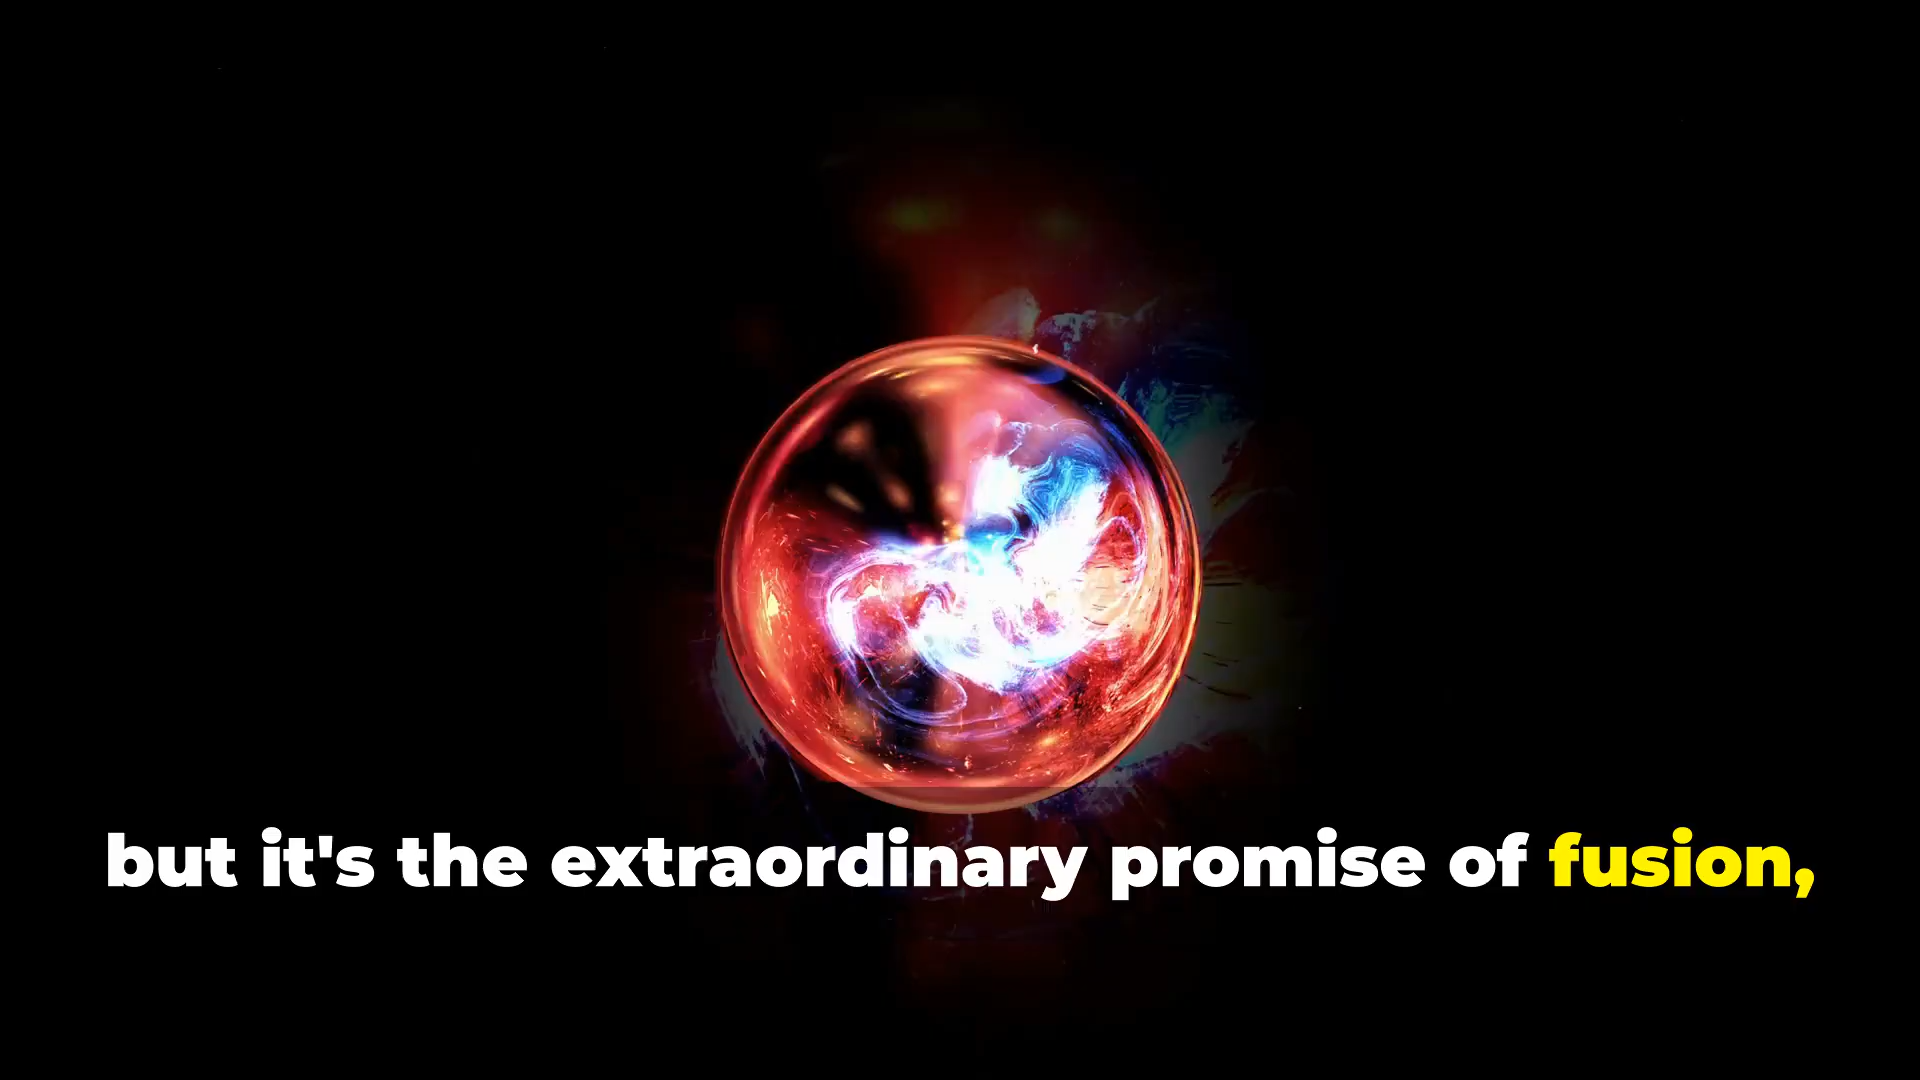 but it's the extraordinary promise of fusion,